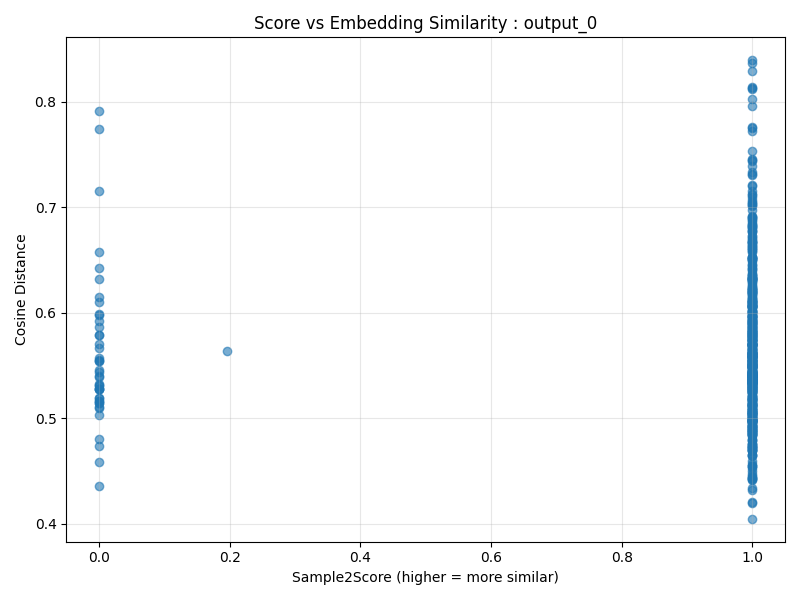 Score vs Embedding Similarity : output_0
Cosine Distance
0.8
0.7
0.6
0.5
0.4
0.0 0.2 0.4 0.6 0.8 1.0
Sample2Score (higher = more similar)